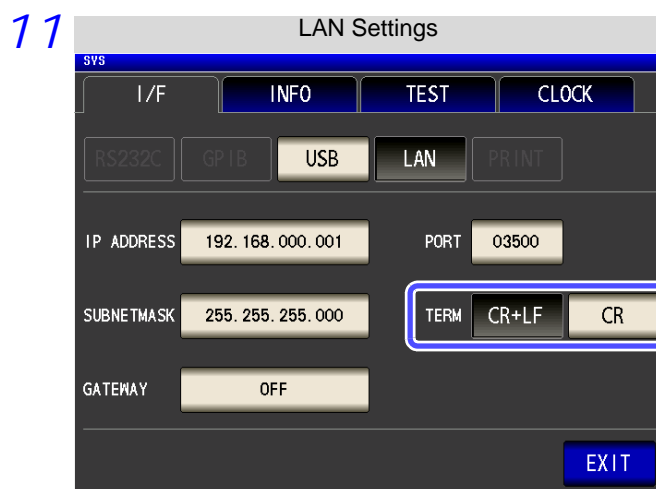 11
LAN Settings
SYS
I/F INFO TEST CLOCK
RS232C GPIB USB LAN PRINT
IP ADDRESS 192.168.000.001 PORT 03500
SUBNETMASK 255.255.255.000 TERM CR+LF CR
GATEWAY OFF
EXIT